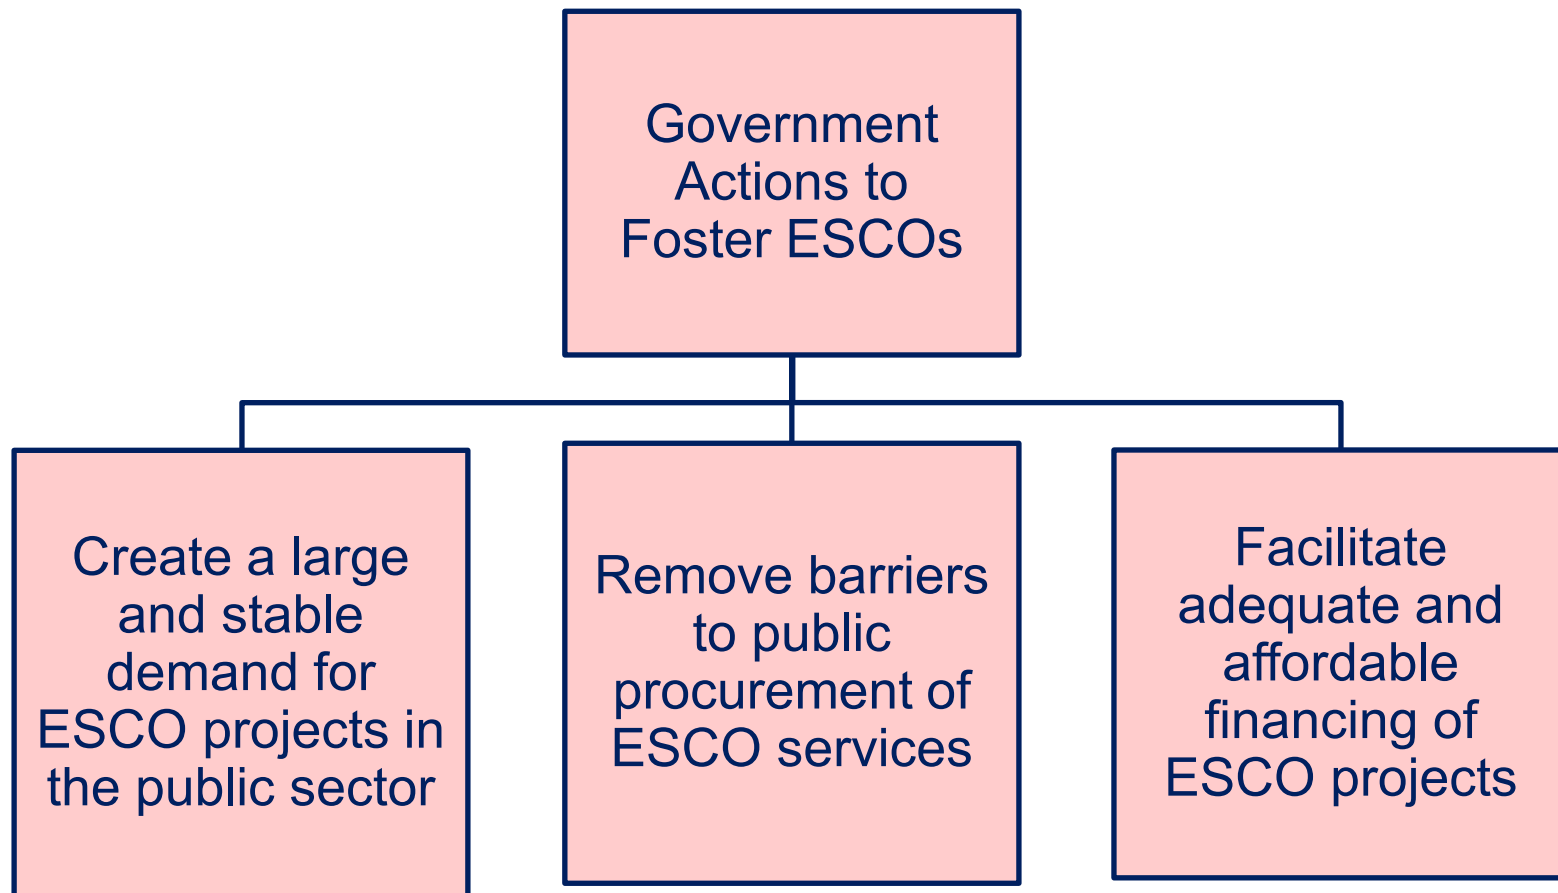 Government
Actions to
Foster ESCOs
Create a large
and stable
demand for
ESCO projects in
the public sector
Remove barriers
to public
procurement of
ESCO services
Facilitate
adequate and
affordable
financing of
ESCO projects